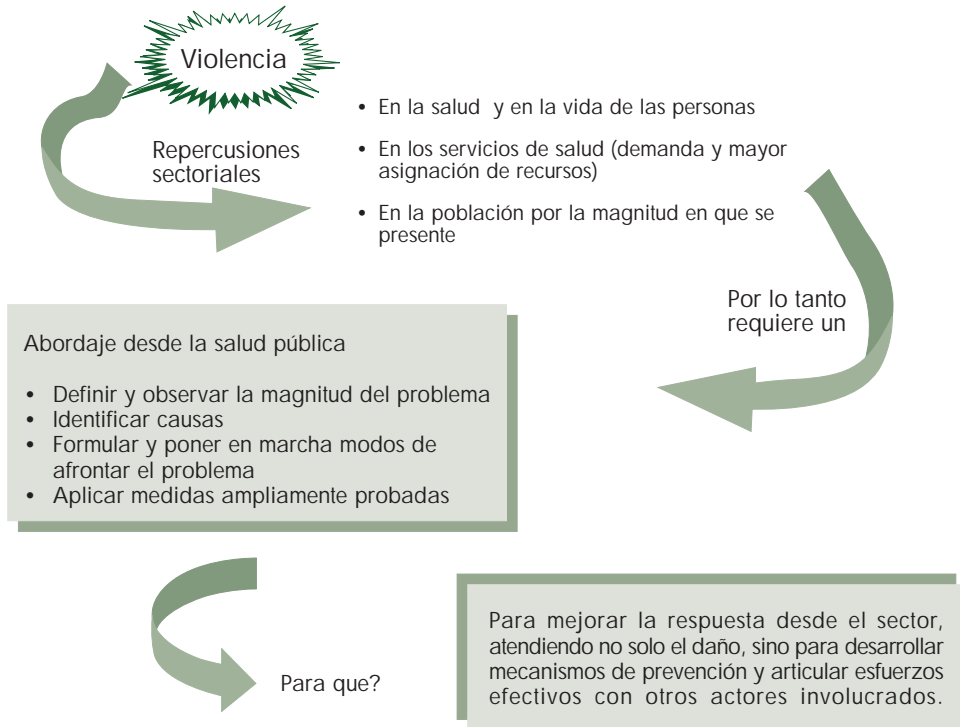 Violencia
Repercusiones
sectoriales
• En la salud y en la vida de las personas
• En los servicios de salud (demanda y mayor
asignación de recursos)
• En la población por la magnitud en que se
presente
Por lo tanto
requiere un
Abordaje desde la salud pública
• Definir y observar la magnitud del problema
• Identificar causas
• Formular y poner en marcha modos de
afrontar el problema
• Aplicar medidas ampliamente probadas
Para que?
Para mejorar la respuesta desde el sector,
atendiendo no solo el daño, sino para desarrollar
mecanismos de prevención y articular esfuerzos
efectivos con otros actores involucrados.